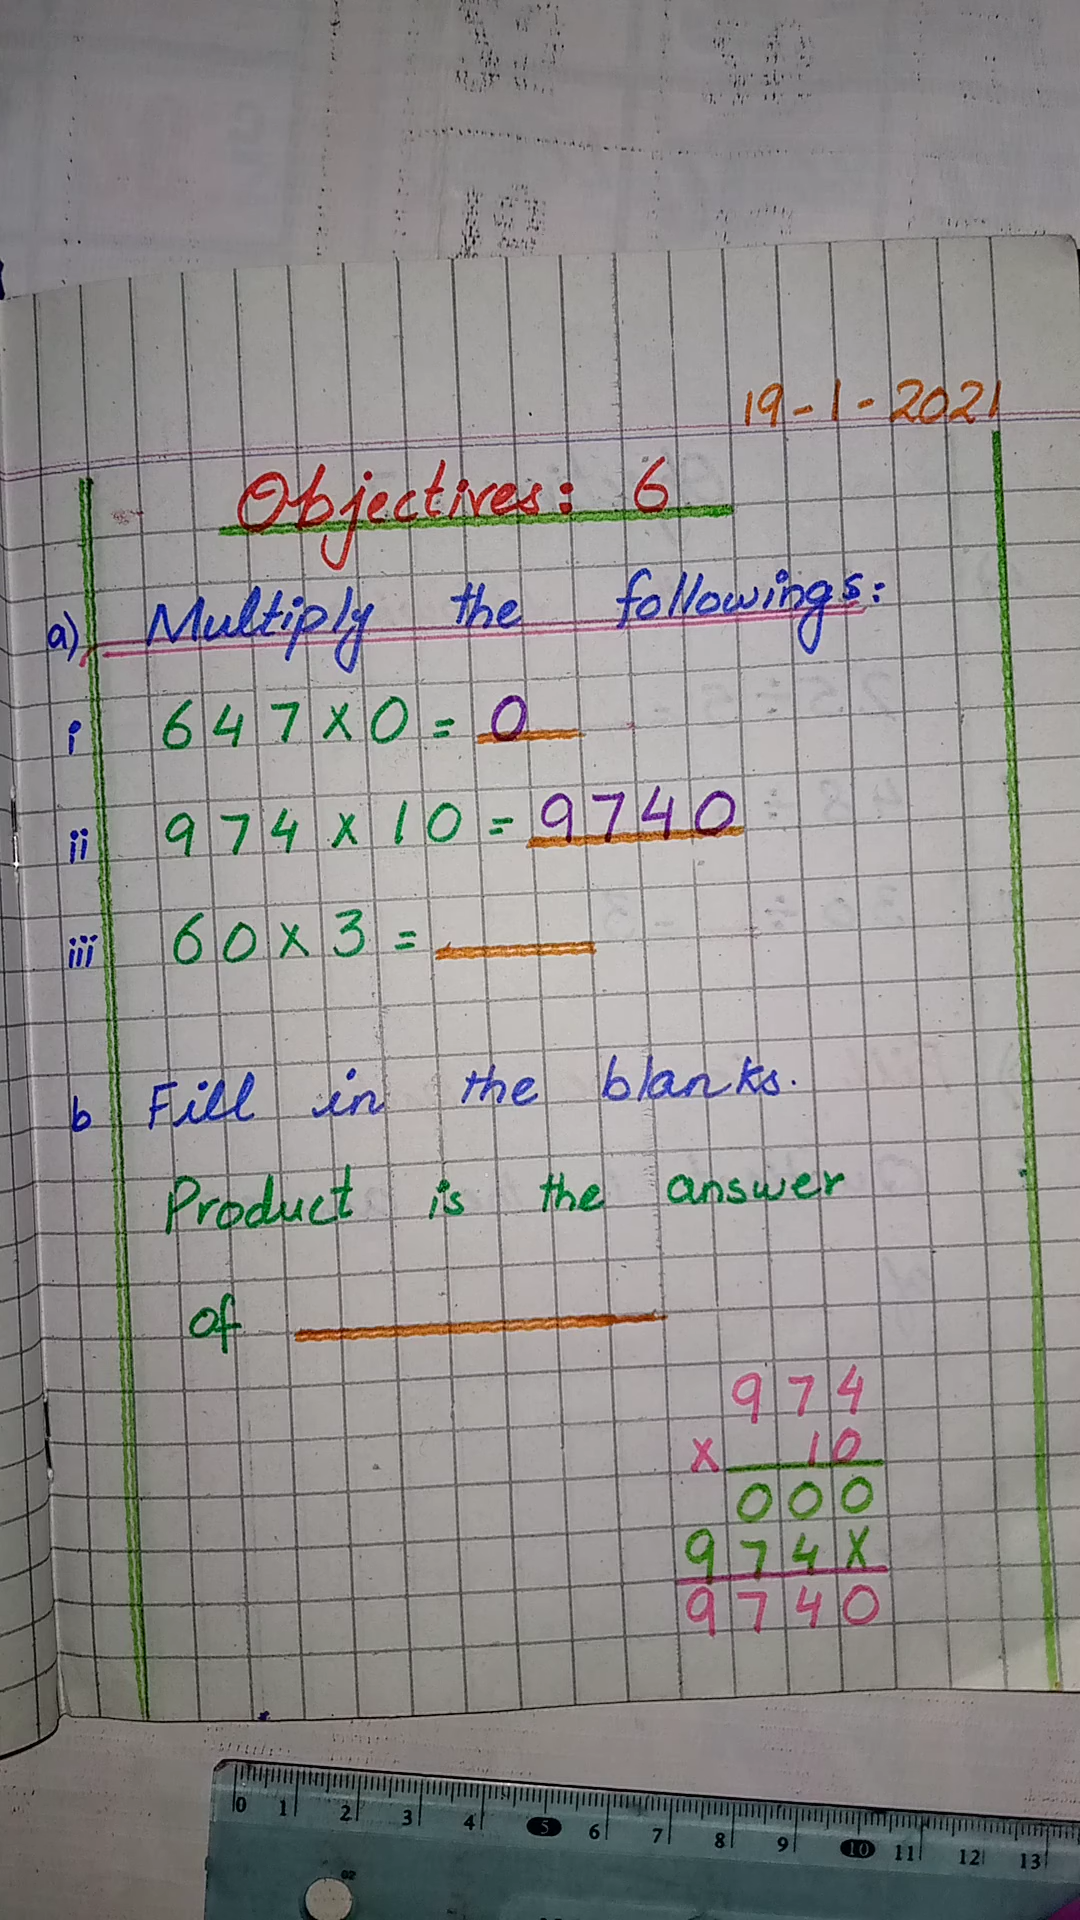 19-1-2021
Objectives: 6
a) Multiply the followings:
i 647 x 0 = 0
ii 974 x 10 = 9740
iii 60 x 3 =
b Fill in the blanks.
Product is the answer
of
974
x 10
000
974x
9740
0 1 2 3 4 5 6 7 8 9 10 11 12 13